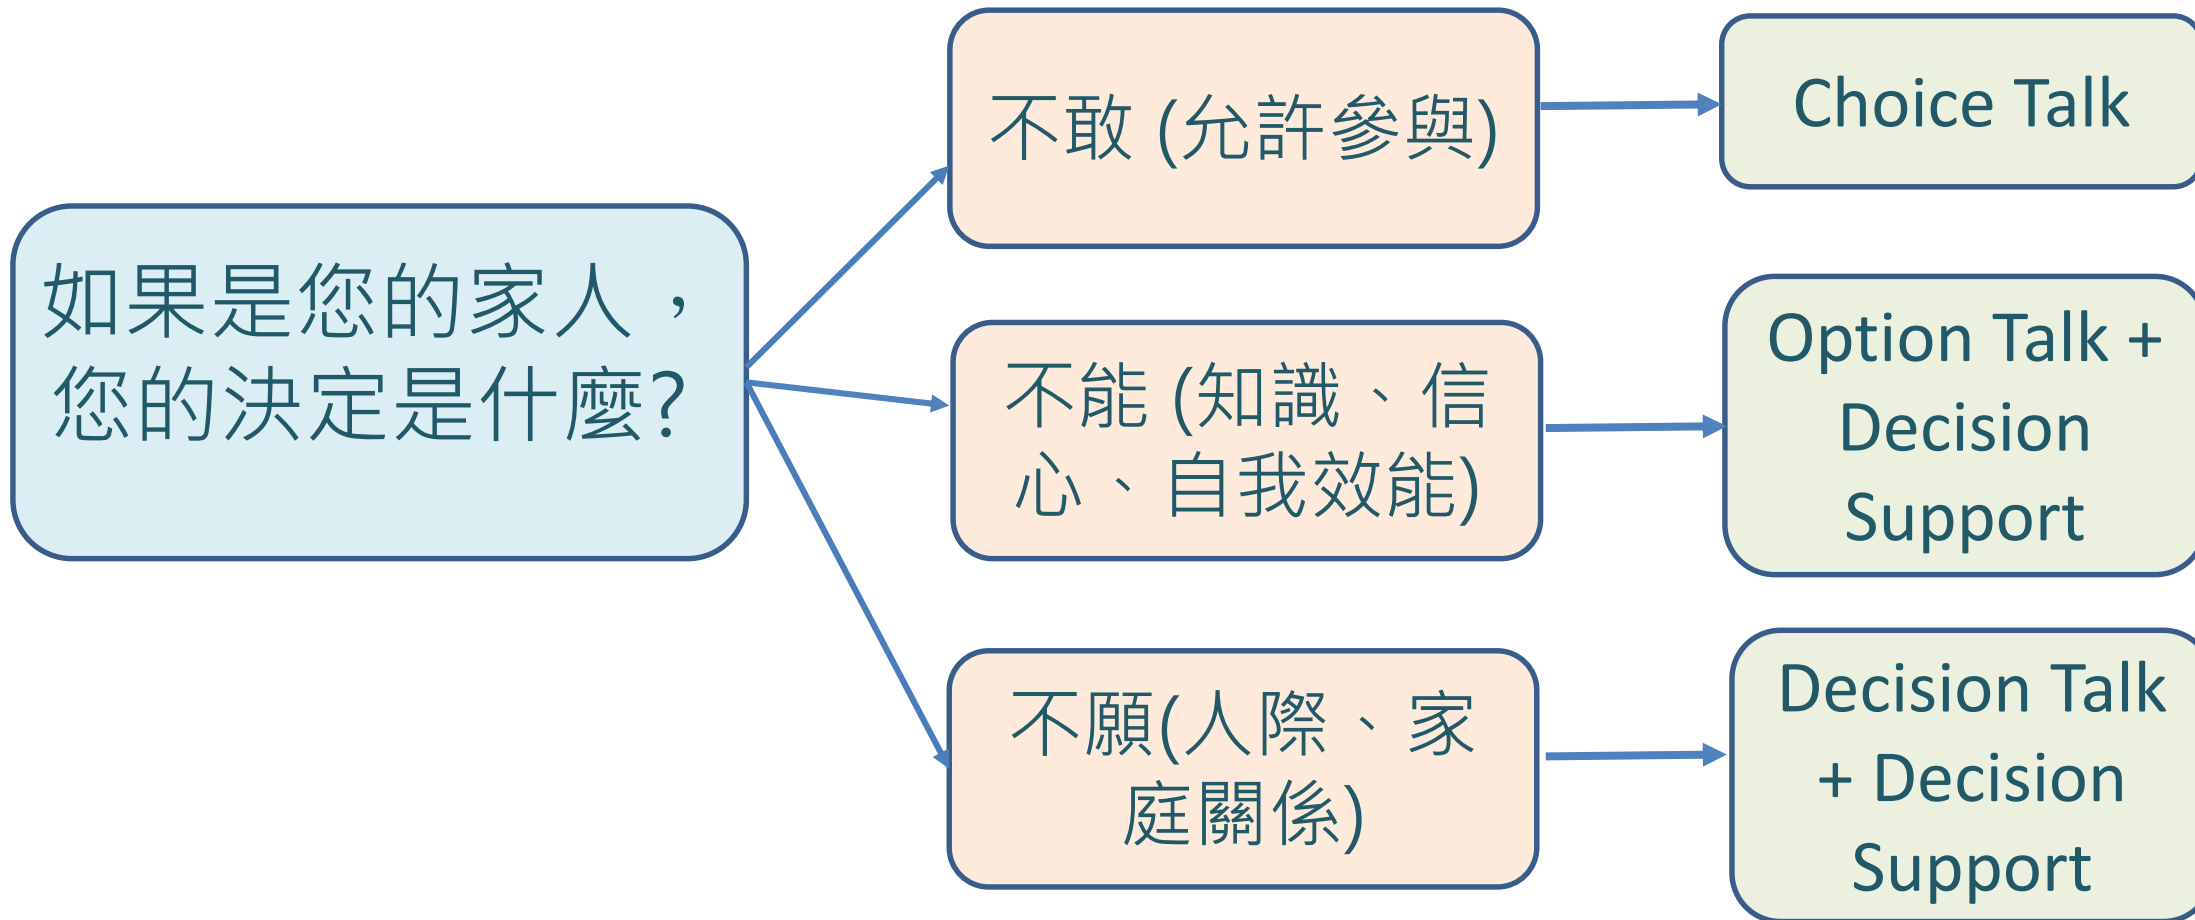 如果是您的家人，
您的決定是什麼?
不敢 (允許參與)
Choice Talk
不能 (知識、信
心、自我效能)
Option Talk +
Decision
Support
不願(人際、家
庭關係)
Decision Talk
+ Decision
Support